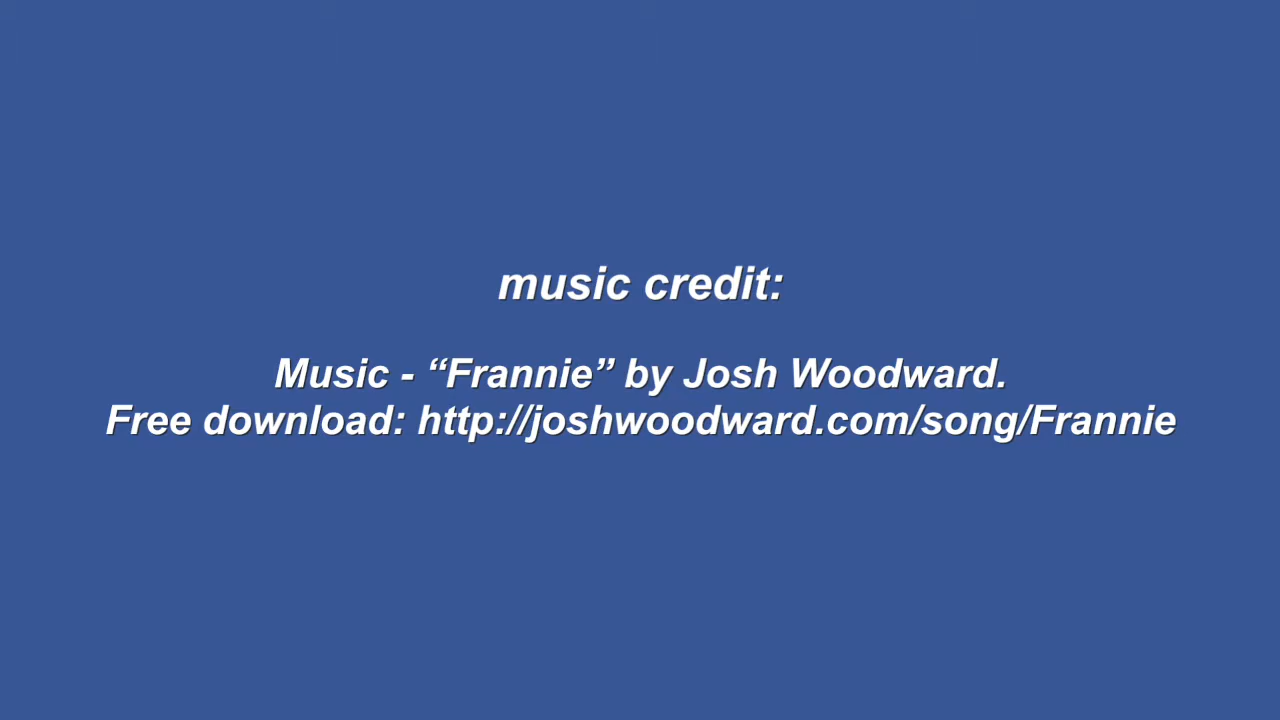 music credit:
Music - “Frannie” by Josh Woodward.
Free download: http://joshwoodward.com/song/Frannie